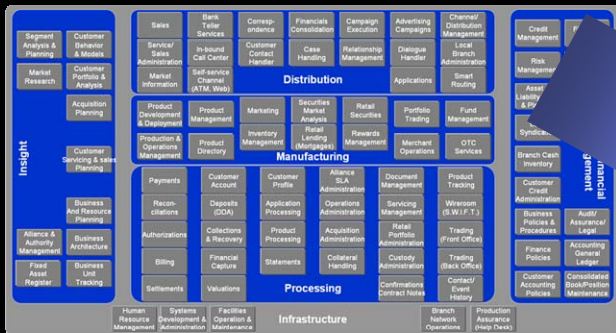 Segment
Analysis &
Planning
Customer
Behavior
& Models
Market
Research
Customer
Portfolio &
Analysis
Acquisition
Planning
Customer
Servicing & sales
Planning
Business
And Resource
Planning
Alliance &
Authority
Management
Business
Architecture
Fixed
Asset
Register
Business
Unit
Tracking
Insight
Sales
Bank
Teller
Services
Corresp-
ondence
Financials
Consolidation
Campaign
Execution
Advertising
Campaigns
Channel/
Distribution
Management
Service/
Sales
Administration
In-bound
Call Center
Customer
Contact
Handler
Case
Handling
Relationship
Management
Dialogue
Handler
Local
Branch
Administration
Market
Information
Self-service
Channel
(ATM, Web)
Applications
Smart
Routing
Distribution
Product
Development
& Deployment
Product
Management
Marketing
Securities
Market
Analysis
Retail
Securities
Portfolio
Trading
Fund
Management
Production &
Operations
Management
Product
Directory
Inventory
Management
Retail
Lending
(Mortgages)
Rewards
Management
Merchant
Operations
OTC
Services
Manufacturing
Payments
Customer
Account
Customer
Profile
Alliance
SLA
Administration
Document
Management
Product
Tracking
Recon-
ciliations
Deposits
(DDA)
Application
Processing
Operations
Administration
Servicing
Management
Wireroom
(S.W.I.F.T.)
Authorizations
Collections
& Recovery
Product
Processing
Acquisition
Administration
Retail
Portfolio
Administration
Trading
(Front Office)
Billing
Financial
Capture
Statements
Collateral
Handling
Custody
Administration
Trading
(Back Office)
Settlements
Valuations
Confirmations
Contract Notes
Contact/
Event
History
Processing
Credit
Management
Risk
Management
Asset
Branch Cash
Inventory
Customer
Credit
Administration
Business
Policies &
Procedures
Audit/
Assurance/
Legal
Finance
Policies
Accounting
General
Ledger
Customer
Accounting
Policies
Consolidated
Book/Position
Maintenance
Human
Resource
Management
Systems
Development &
Administration
Facilities
Operation &
Maintenance
Infrastructure
Branch
Network
Operations
Production
Assurance
(Help Desk)